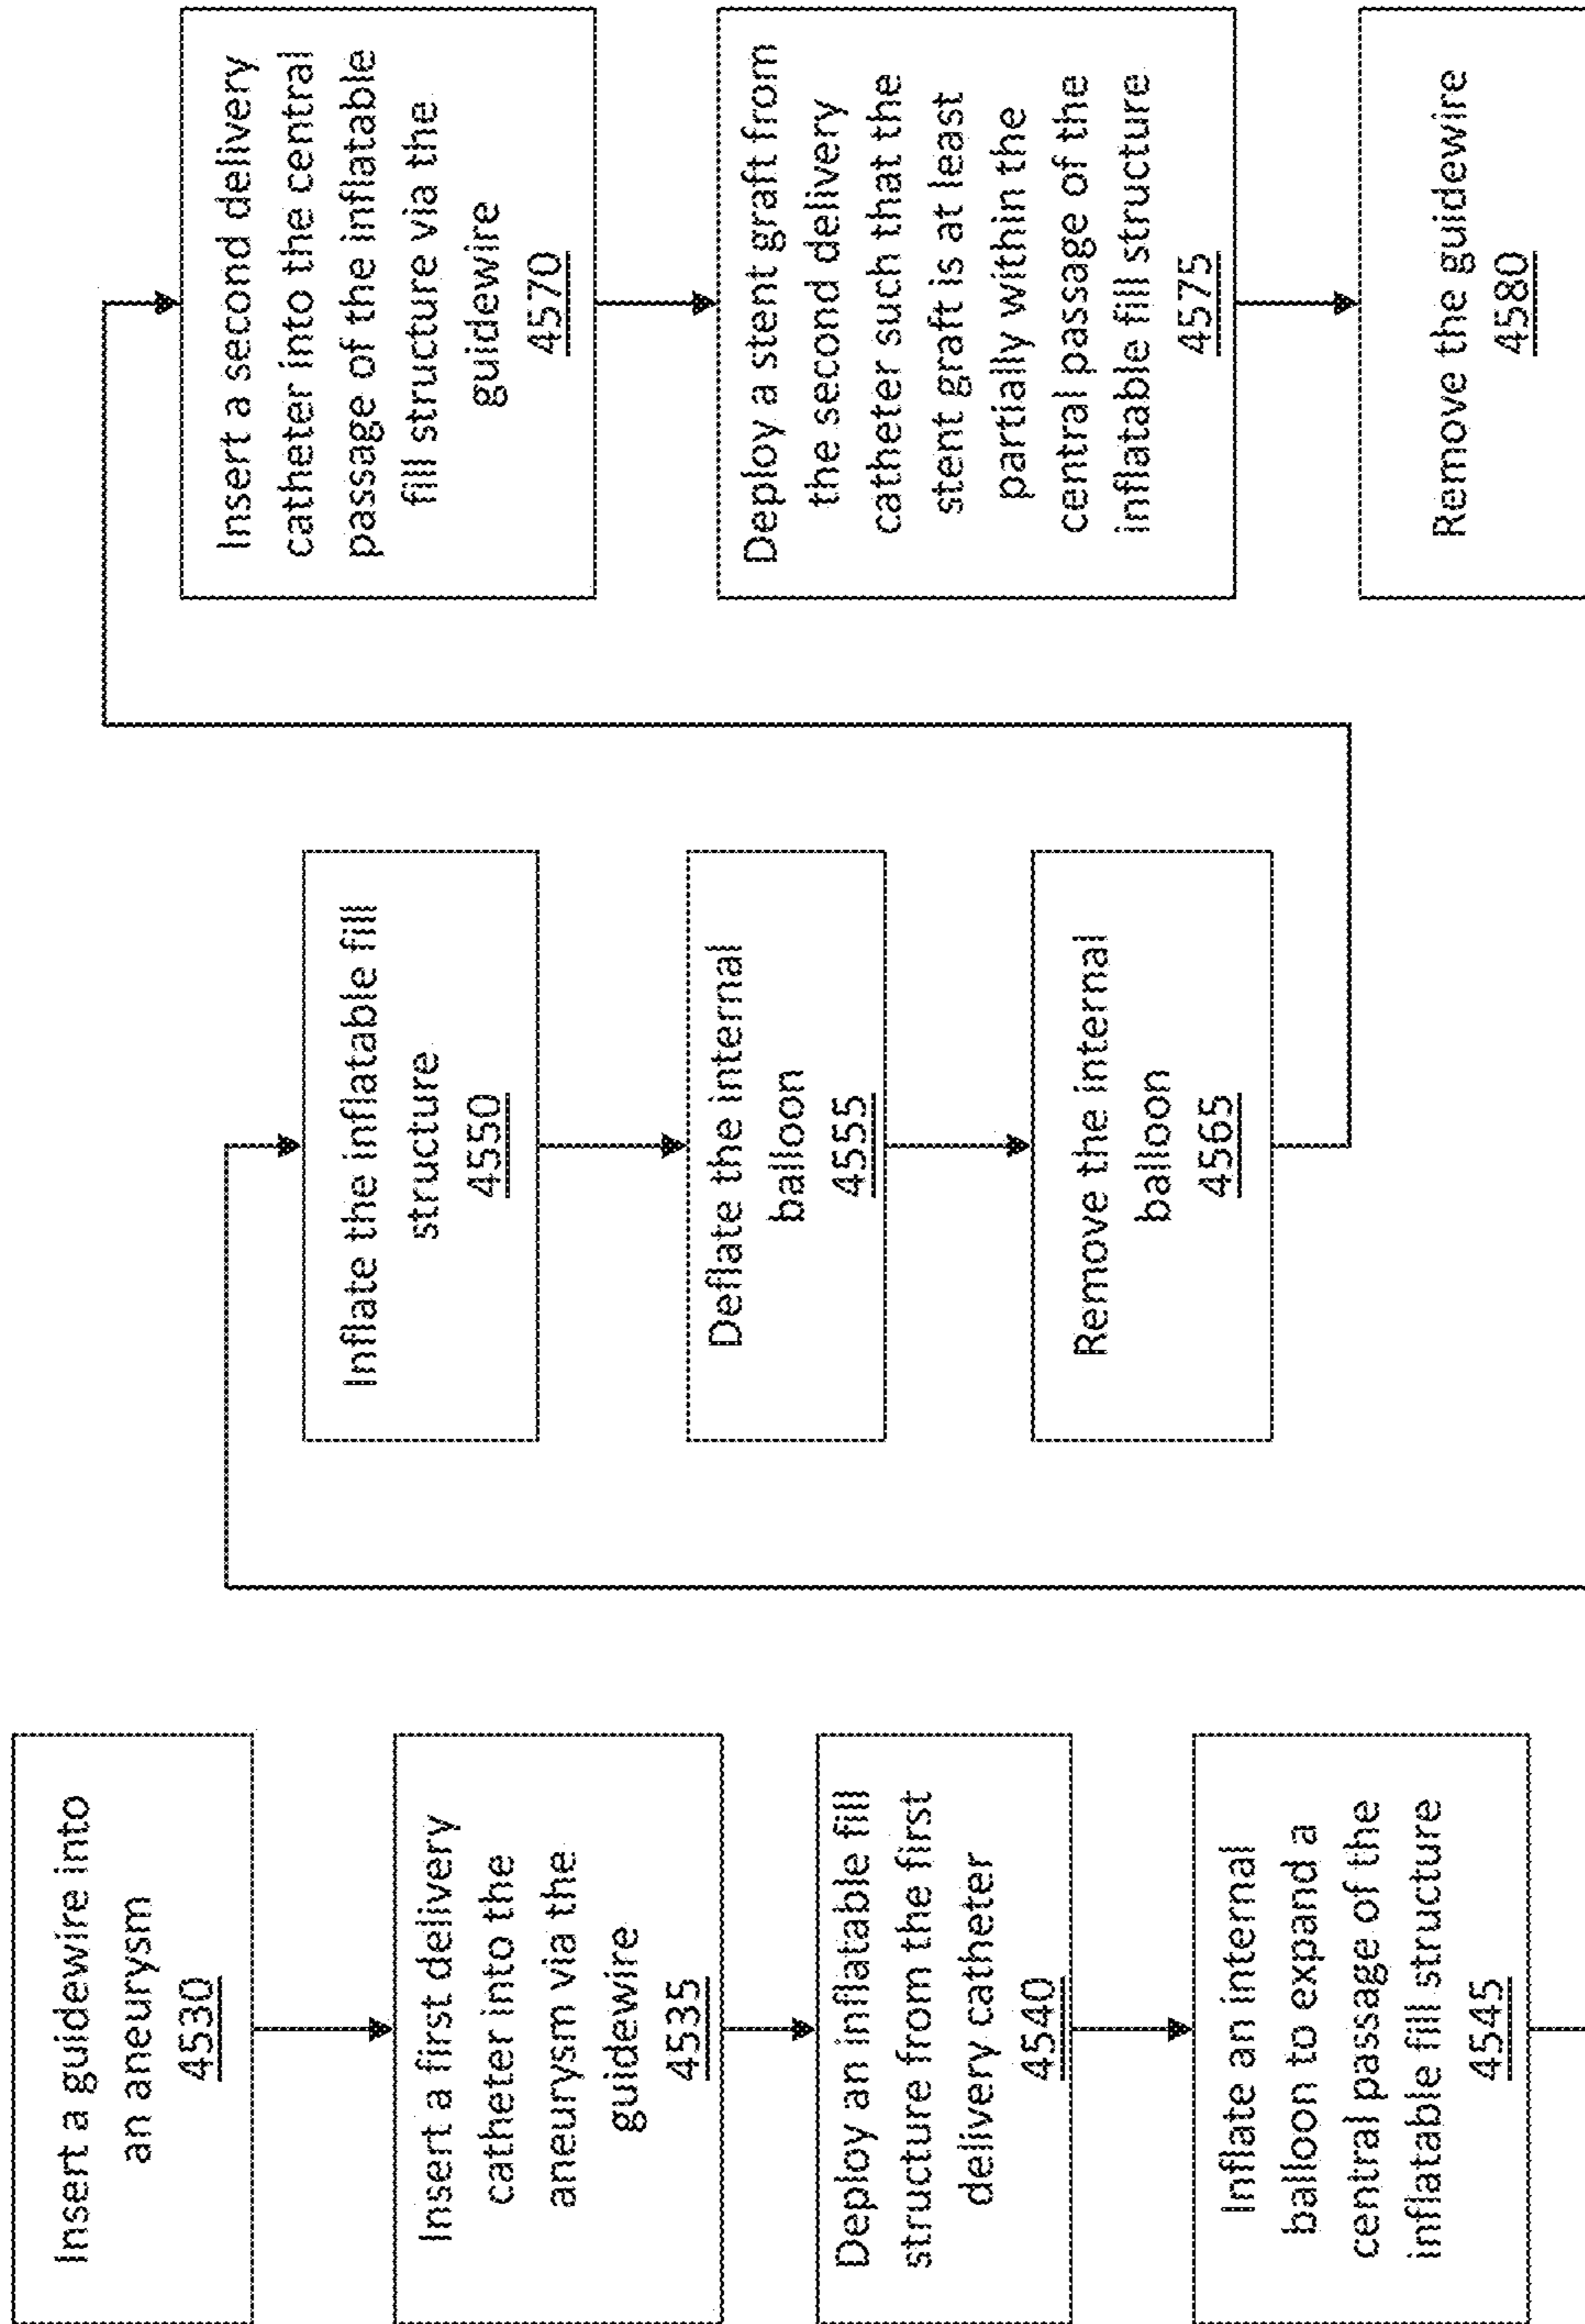 Insert a guidewire into
an aneurysm
4530
Insert a first delivery
catheter into the
aneurysm via the
guidewire
4535
Deploy an inflatable fill
structure from the first
delivery catheter
4540
Inflate an internal
balloon to expand a
central passage of the
inflatable fill structure
4545
Inflate the inflatable fill
structure
4550
Deflate the internal
balloon
4555
Remove the internal
balloon
4565
Insert a second delivery
catheter into the central
passage of the inflatable
fill structure via the
guidewire
4570
Deploy a stent graft from
the second delivery
catheter such that the
stent graft is at least
partially within the
central passage of the
inflatable fill structure
4575
Remove the guidewire
4580